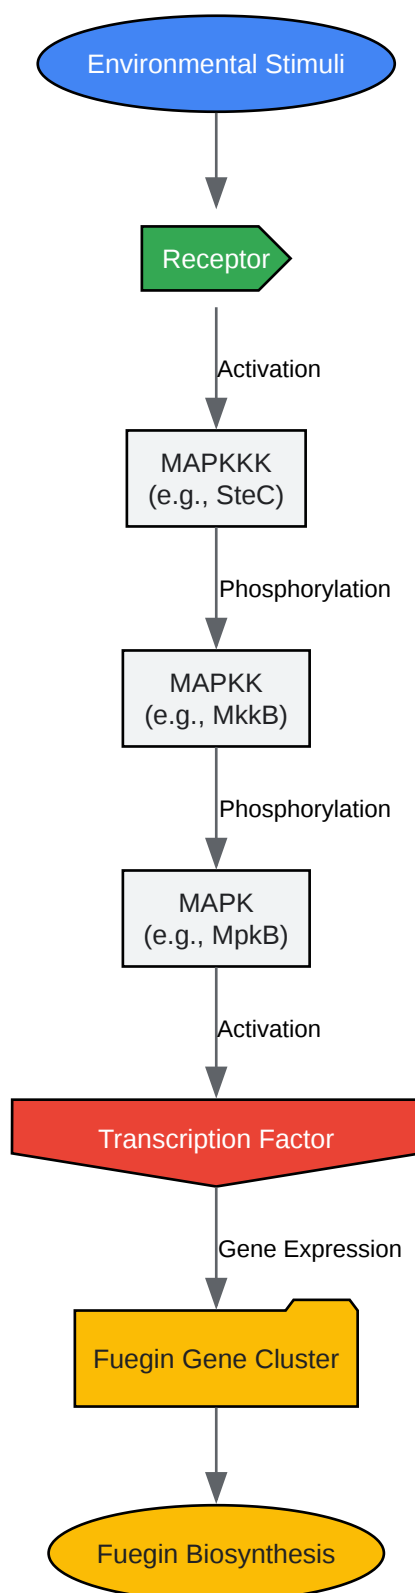 Environmental Stimuli
Receptor
Activation
MAPKKK
(e.g., SteC)
Phosphorylation
MAPKK
(e.g., MkkB)
Phosphorylation
MAPK
(e.g., MpkB)
Activation
Transcription Factor
Gene Expression
Fuegin Gene Cluster
Fuegin Biosynthesis